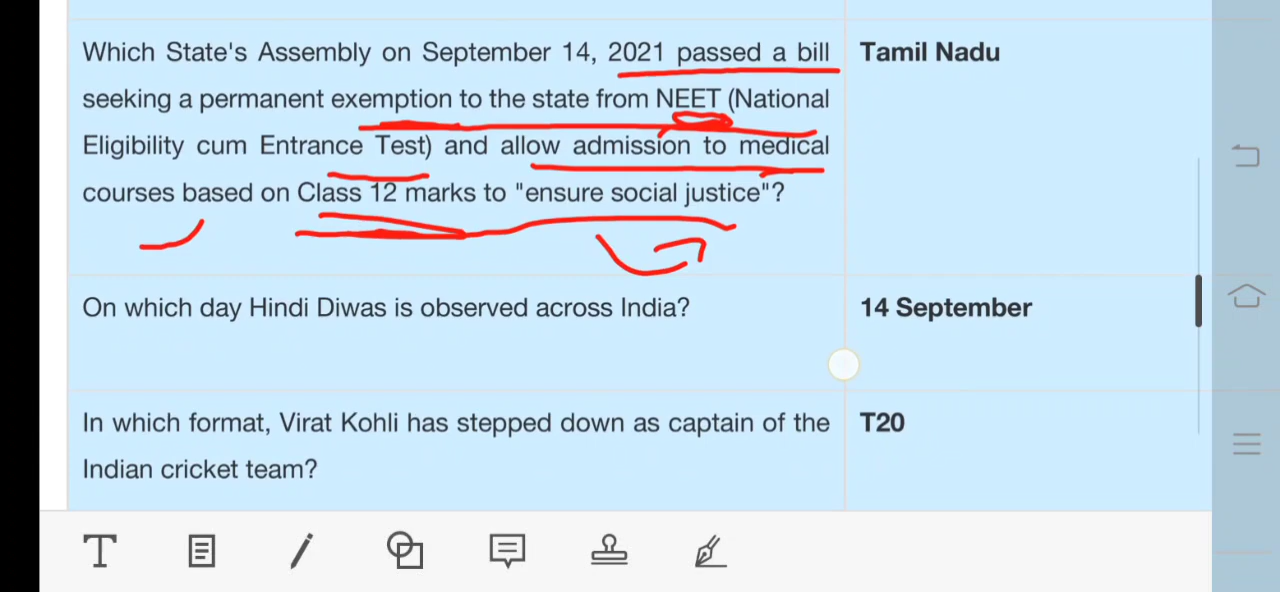 Which State's Assembly on September 14, 2021 passed a bill
seeking a permanent exemption to the state from NEET (National
Eligibility cum Entrance Test) and allow admission to medical
courses based on Class 12 marks to "ensure social justice"?
Tamil Nadu
On which day Hindi Diwas is observed across India?
14 September
In which format, Virat Kohli has stepped down as captain of the
Indian cricket team?
T20
T